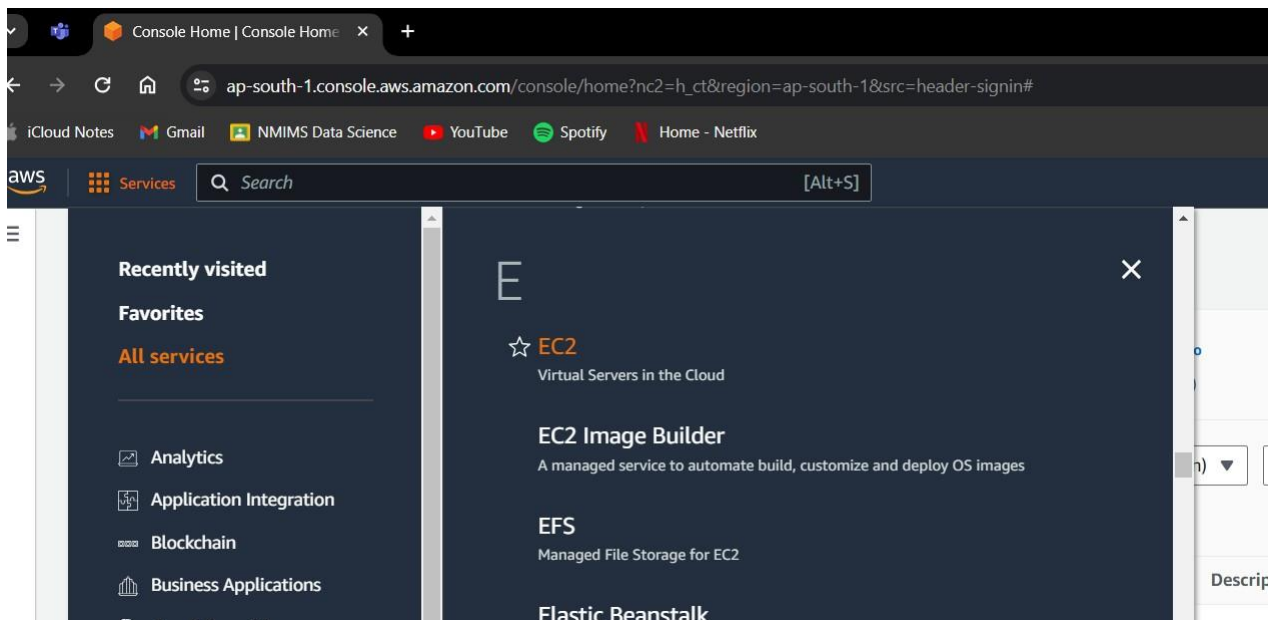 Console Home | Console Home
ap-south-1.console.aws.amazon.com/console/home?nc2=h_ct&region=ap-south-1&src=header-signin#
iCloud Notes Gmail NMIMS Data Science YouTube Spotify Home - Netflix
aws Services Search [Alt+S]
Recently visited
Favorites
All services
Analytics
Application Integration
Blockchain
Business Applications
E
EC2
Virtual Servers in the Cloud
EC2 Image Builder
A managed service to automate build, customize and deploy OS images
EFS
Managed File Storage for EC2
Elastic Beanstalk
o
)
n)
Descrip